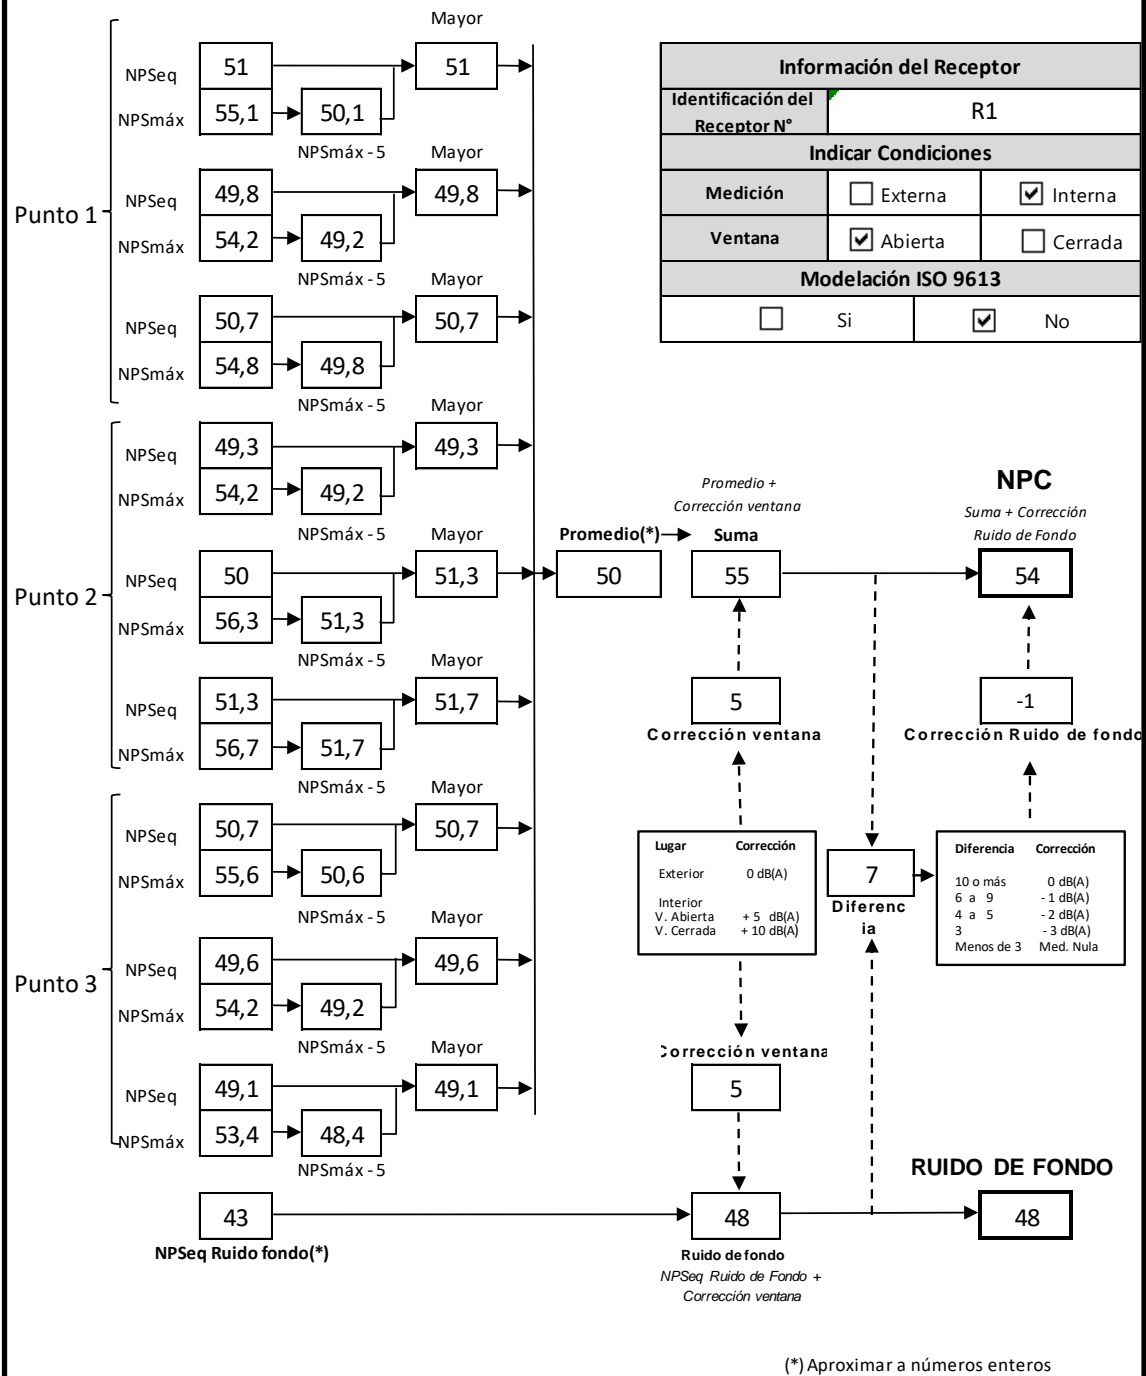 Mayor
NPSeq 51 51
NPSmáx 55,1 50,1
NPSmáx - 5 Mayor
Punto 1
NPSeq 49,8 49,8
NPSmáx 54,2 49,2
NPSmáx - 5 Mayor
NPSeq 50,7 50,7
NPSmáx 54,8 49,8
NPSmáx - 5 Mayor
NPSeq 49,3 49,3
NPSmáx 54,2 49,2
NPSmáx - 5 Mayor
Punto 2
NPSeq 50 51,3
NPSmáx 56,3 51,3
NPSmáx - 5 Mayor
NPSeq 51,3 51,7
NPSmáx 56,7 51,7
NPSmáx - 5 Mayor
NPSeq 50,7 50,7
NPSmáx 55,6 50,6
NPSmáx - 5 Mayor
Punto 3
NPSeq 49,6 49,6
NPSmáx 54,2 49,2
NPSmáx - 5 Mayor
NPSeq 49,1 49,1
NPSmáx 53,4 48,4
NPSmáx - 5
43
NPSeq Ruido fondo(*)
Información del Receptor
Identificación del
Receptor N° R1
Indicar Condiciones
Medición Externa Interna
Ventana Abierta Cerrada
Modelación ISO 9613
Si No
Promedio +
Corrección ventana
Promedio(*) Suma
50 55
NPC
Suma + Corrección
Ruido de Fondo
54
5
Corrección ventana
-1
Corrección Ruido de fondo
Lugar Corrección
Exterior 0 dB(A)
Interior
V. Abierta + 5 dB(A)
V. Cerrada + 10 dB(A)
7
Diferenc
ia
Diferencia Corrección
10 o más 0 dB(A)
6 a 9 - 1 dB(A)
4 a 5 - 2 dB(A)
3 - 3 dB(A)
Menos de 3 Med. Nula
Corrección ventana
5
48
Ruido de fondo
NPSeq Ruido de Fondo +
Corrección ventana
RUIDO DE FONDO
48
(*) Aproximar a números enteros